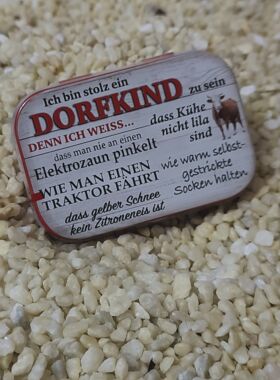 Ich bin stolz ein
DORFKIND
zu sein
DENN ICH WEISS...
dass man nie an einen
Elektrozaun pinkelt
dass Kühe
nicht lila
sind
WIE MAN EINEN
TRAKTOR FÄHRT
wie warm selbst-
gestrickte
Socken halten
dass gelber Schnee
kein Zitroneneis ist